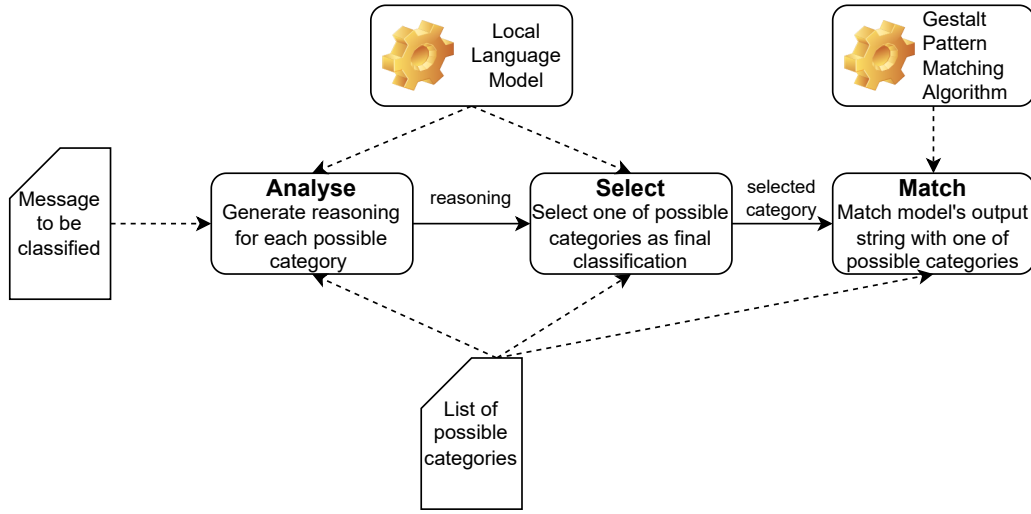 Local
Language
Model
Gestalt
Pattern
Matching
Algorithm
Message
to be
classified
Analyse
Generate reasoning
for each possible
category
reasoning
Select
Select one of possible
categories as final
classification
selected
category
Match
Match model's output
string with one of
possible categories
List of
possible
categories